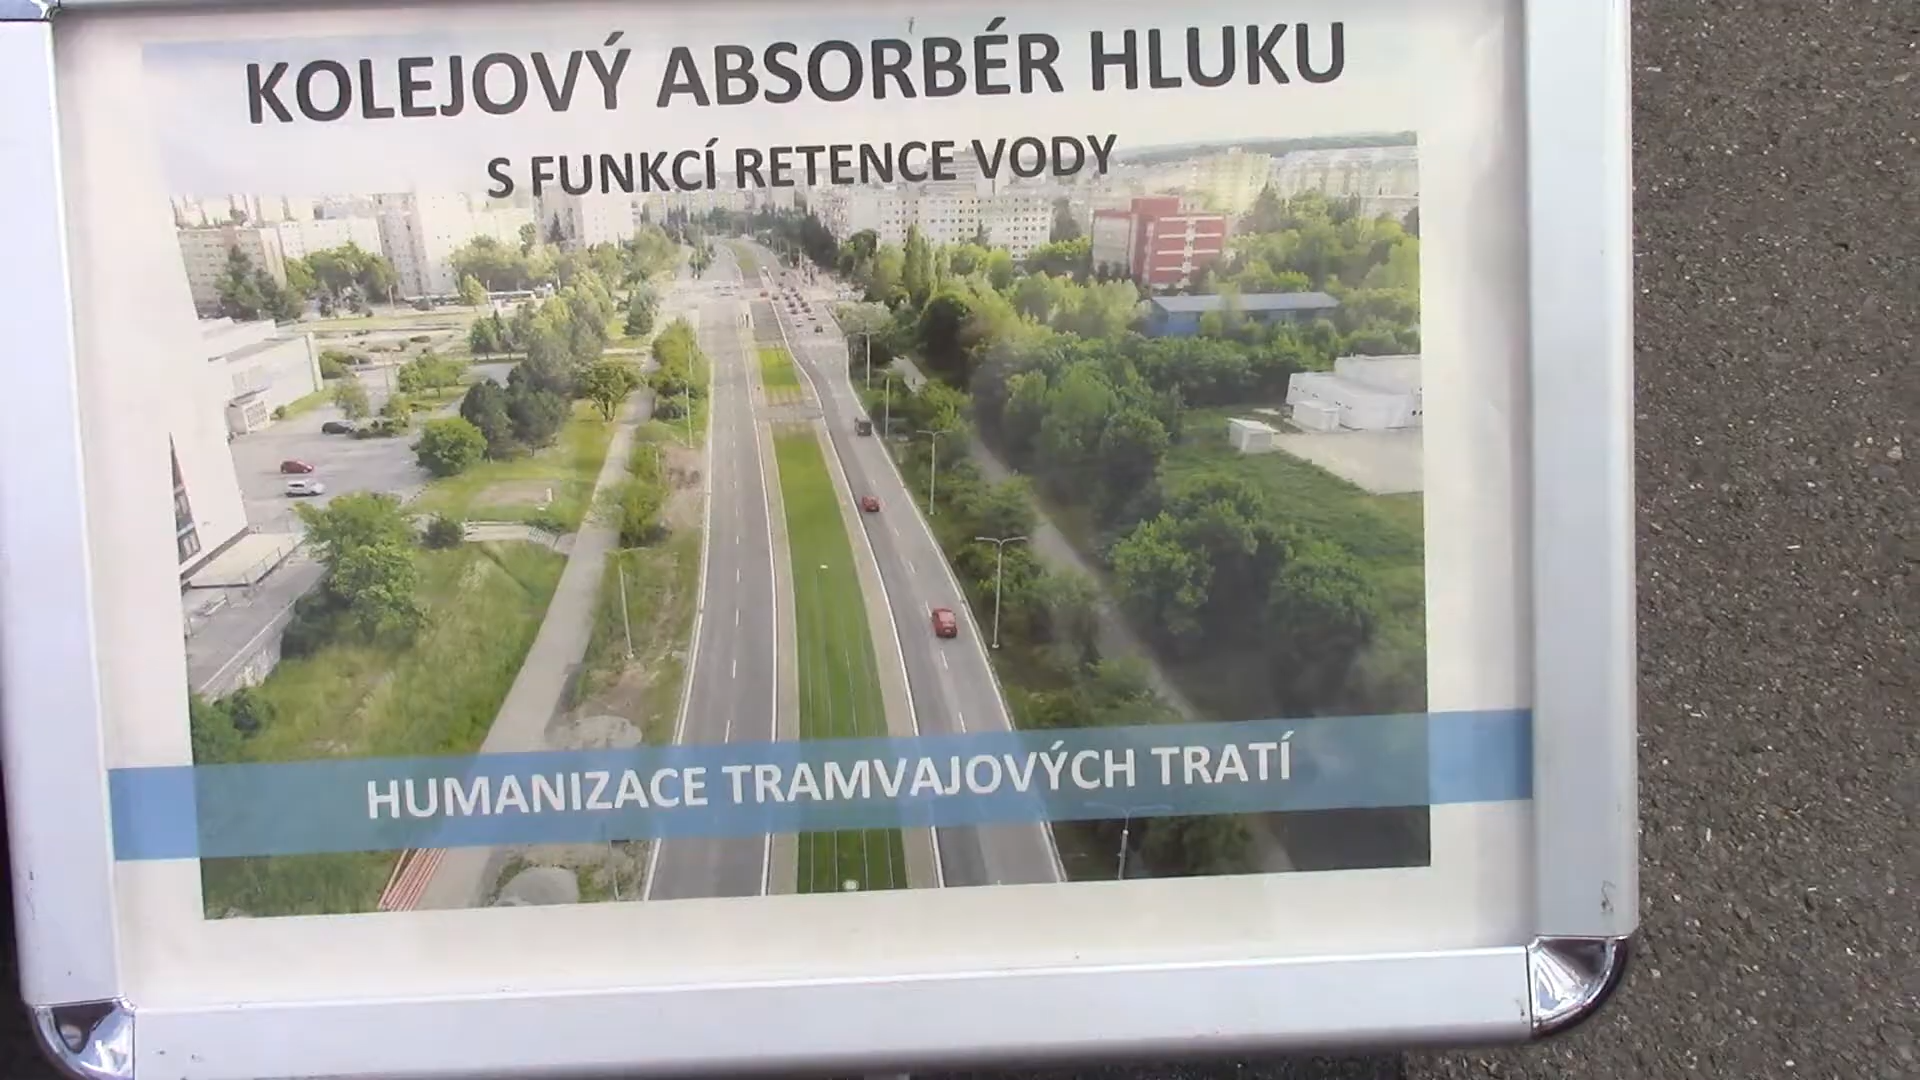 KOLEJOVÝ ABSORBÉR HLUKU
S FUNKCÍ RETENCE VODY
HUMANIZACE TRAMVAJOVÝCH TRATÍ